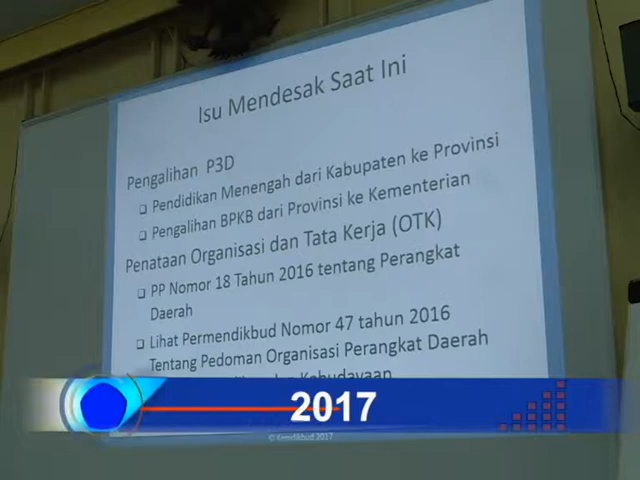 Isu Mendesak Saat Ini
Pengalihan P3D
Pendidikan Menengah dari Kabupaten ke Provinsi
Pengalihan BPKB dari Provinsi ke Kementerian
Penataan Organisasi dan Tata Kerja (OTK)
PP Nomor 18 Tahun 2016 tentang Perangkat
Daerah
Lihat Permendikbud Nomor 47 tahun 2016
Tentang Pedoman Organisasi Perangkat Daerah
Kebudayaan
2017
© Kemdikbud 2017